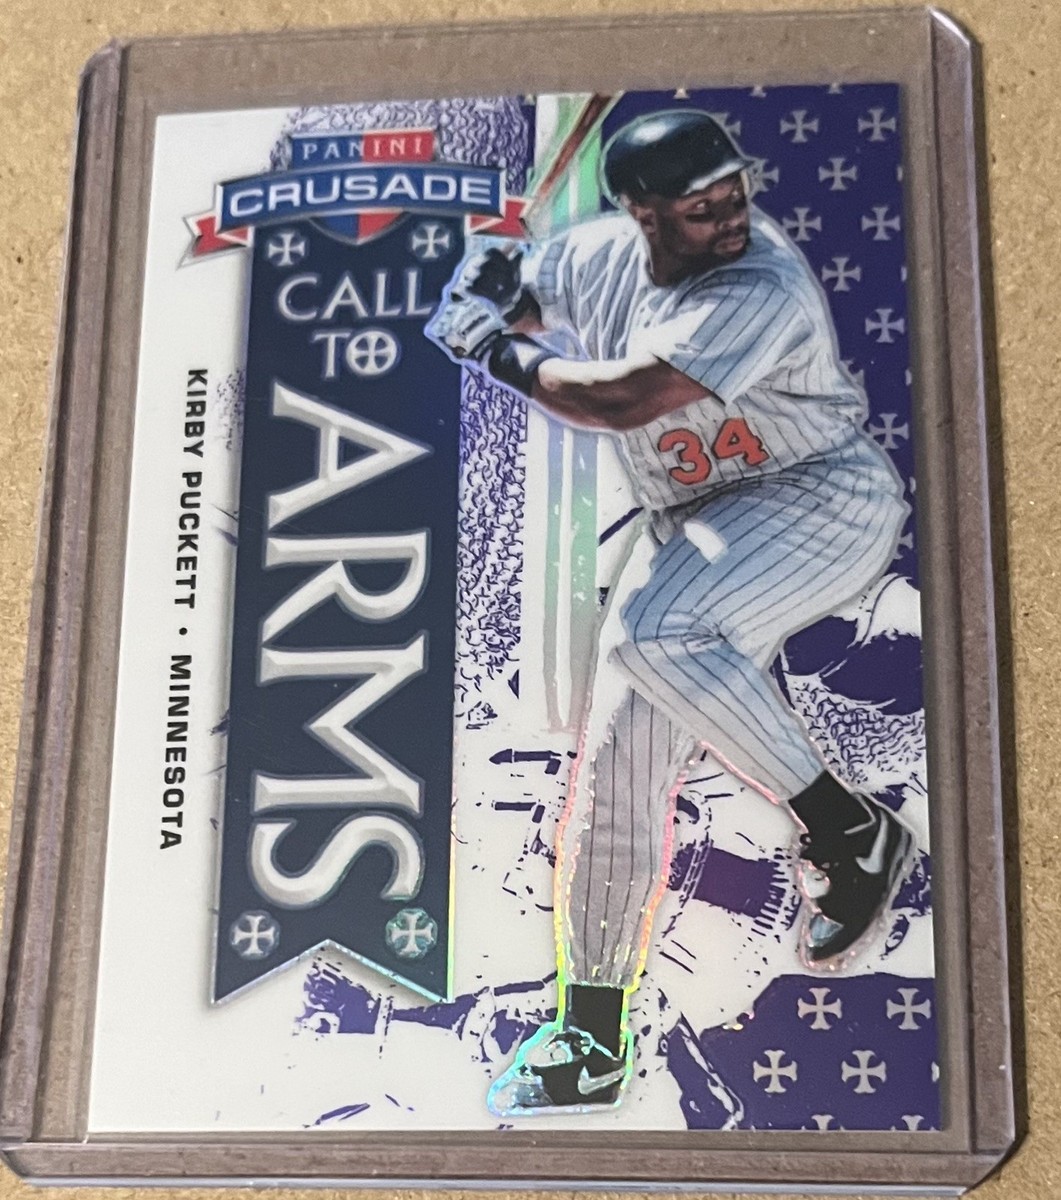 PANINI
CRUSADE
CALL
TO
ARMS
KIRBY PUCKETT • MINNESOTA
34